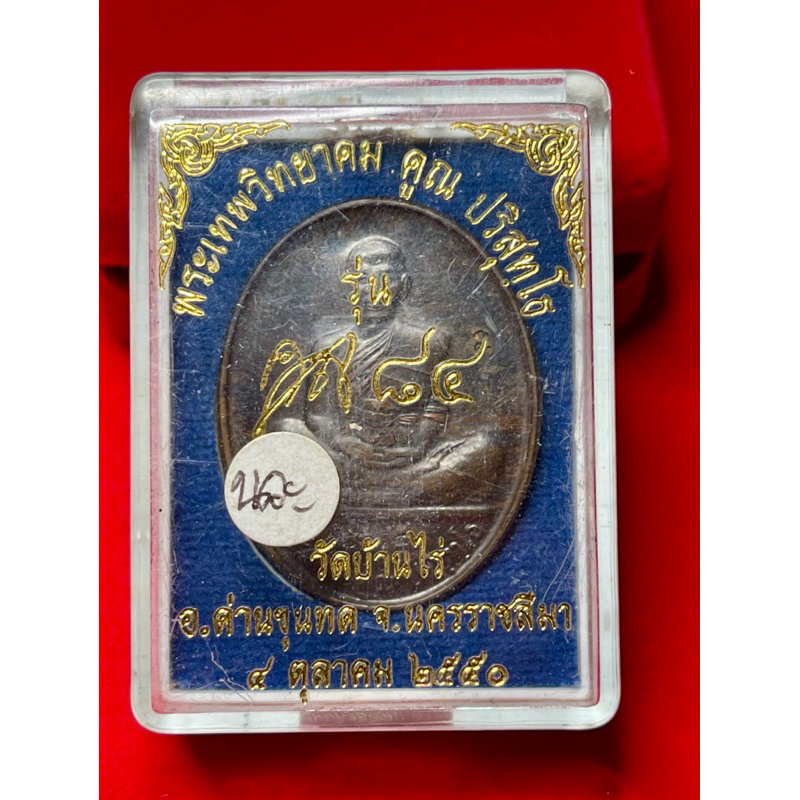 พระเทพวิทยาคม คูณ ปริสุทฺโธ
รุ่น
คูณ ๘๔
นวะ
วัดบ้านไร่
อ.ด่านขุนทด จ.นครราชสีมา
๔ ตุลาคม ๒๕๕๐